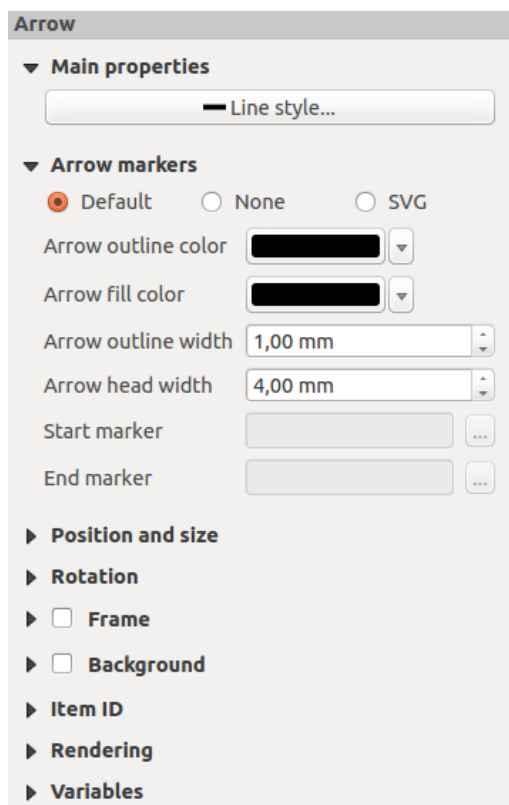 Arrow
Main properties
Line style...
Arrow markers
Default None SVG
Arrow outline color
Arrow fill color
Arrow outline width 1,00 mm
Arrow head width 4,00 mm
Start marker ...
End marker ...
Position and size
Rotation
Frame
Background
Item ID
Rendering
Variables